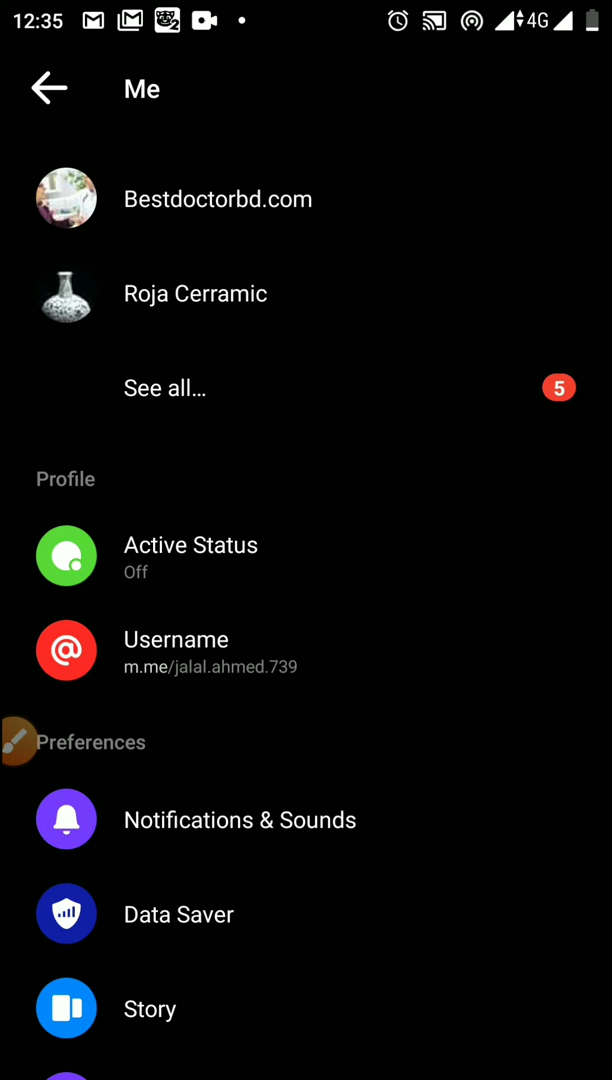 12:35 4G
Me
Bestdoctorbd.com
Roja Cerramic
See all... 5
Profile
Active Status
Off
Username
m.me/jalal.ahmed.739
Preferences
Notifications & Sounds
Data Saver
Story